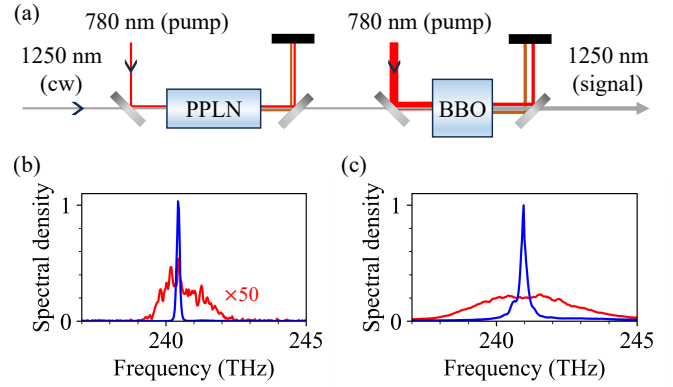 (a)
780 nm (pump)
780 nm (pump)
1250 nm
(cw)
1250 nm
(signal)
PPLN
BBO
(b)
(c)
Spectral density
1
0
×50
240
245
Frequency (THz)
Spectral density
1
0
240
245
Frequency (THz)